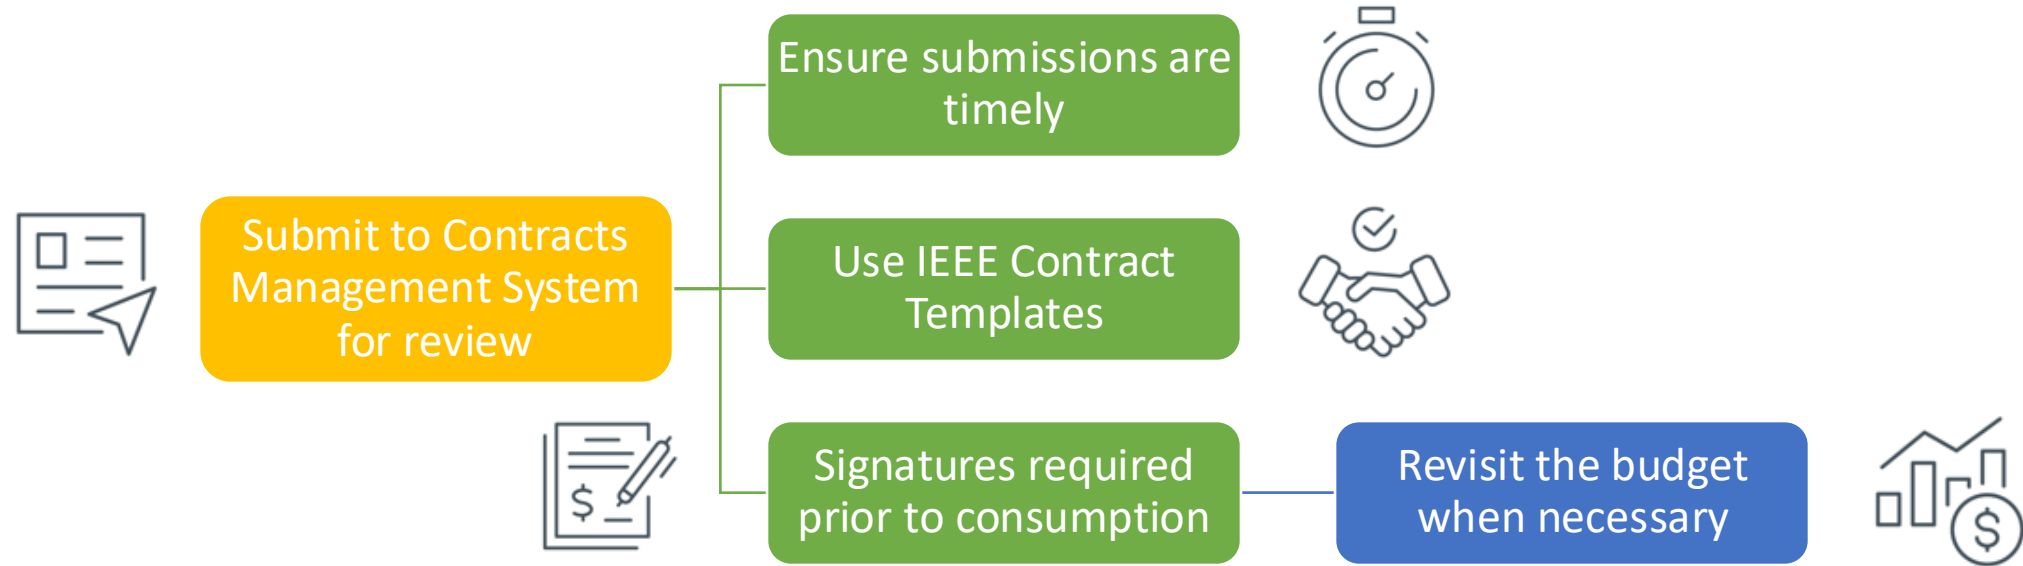 Ensure submissions are
timely
Submit to Contracts
Management System
for review
Use IEEE Contract
Templates
Signatures required
prior to consumption
Revisit the budget
when necessary
$
$